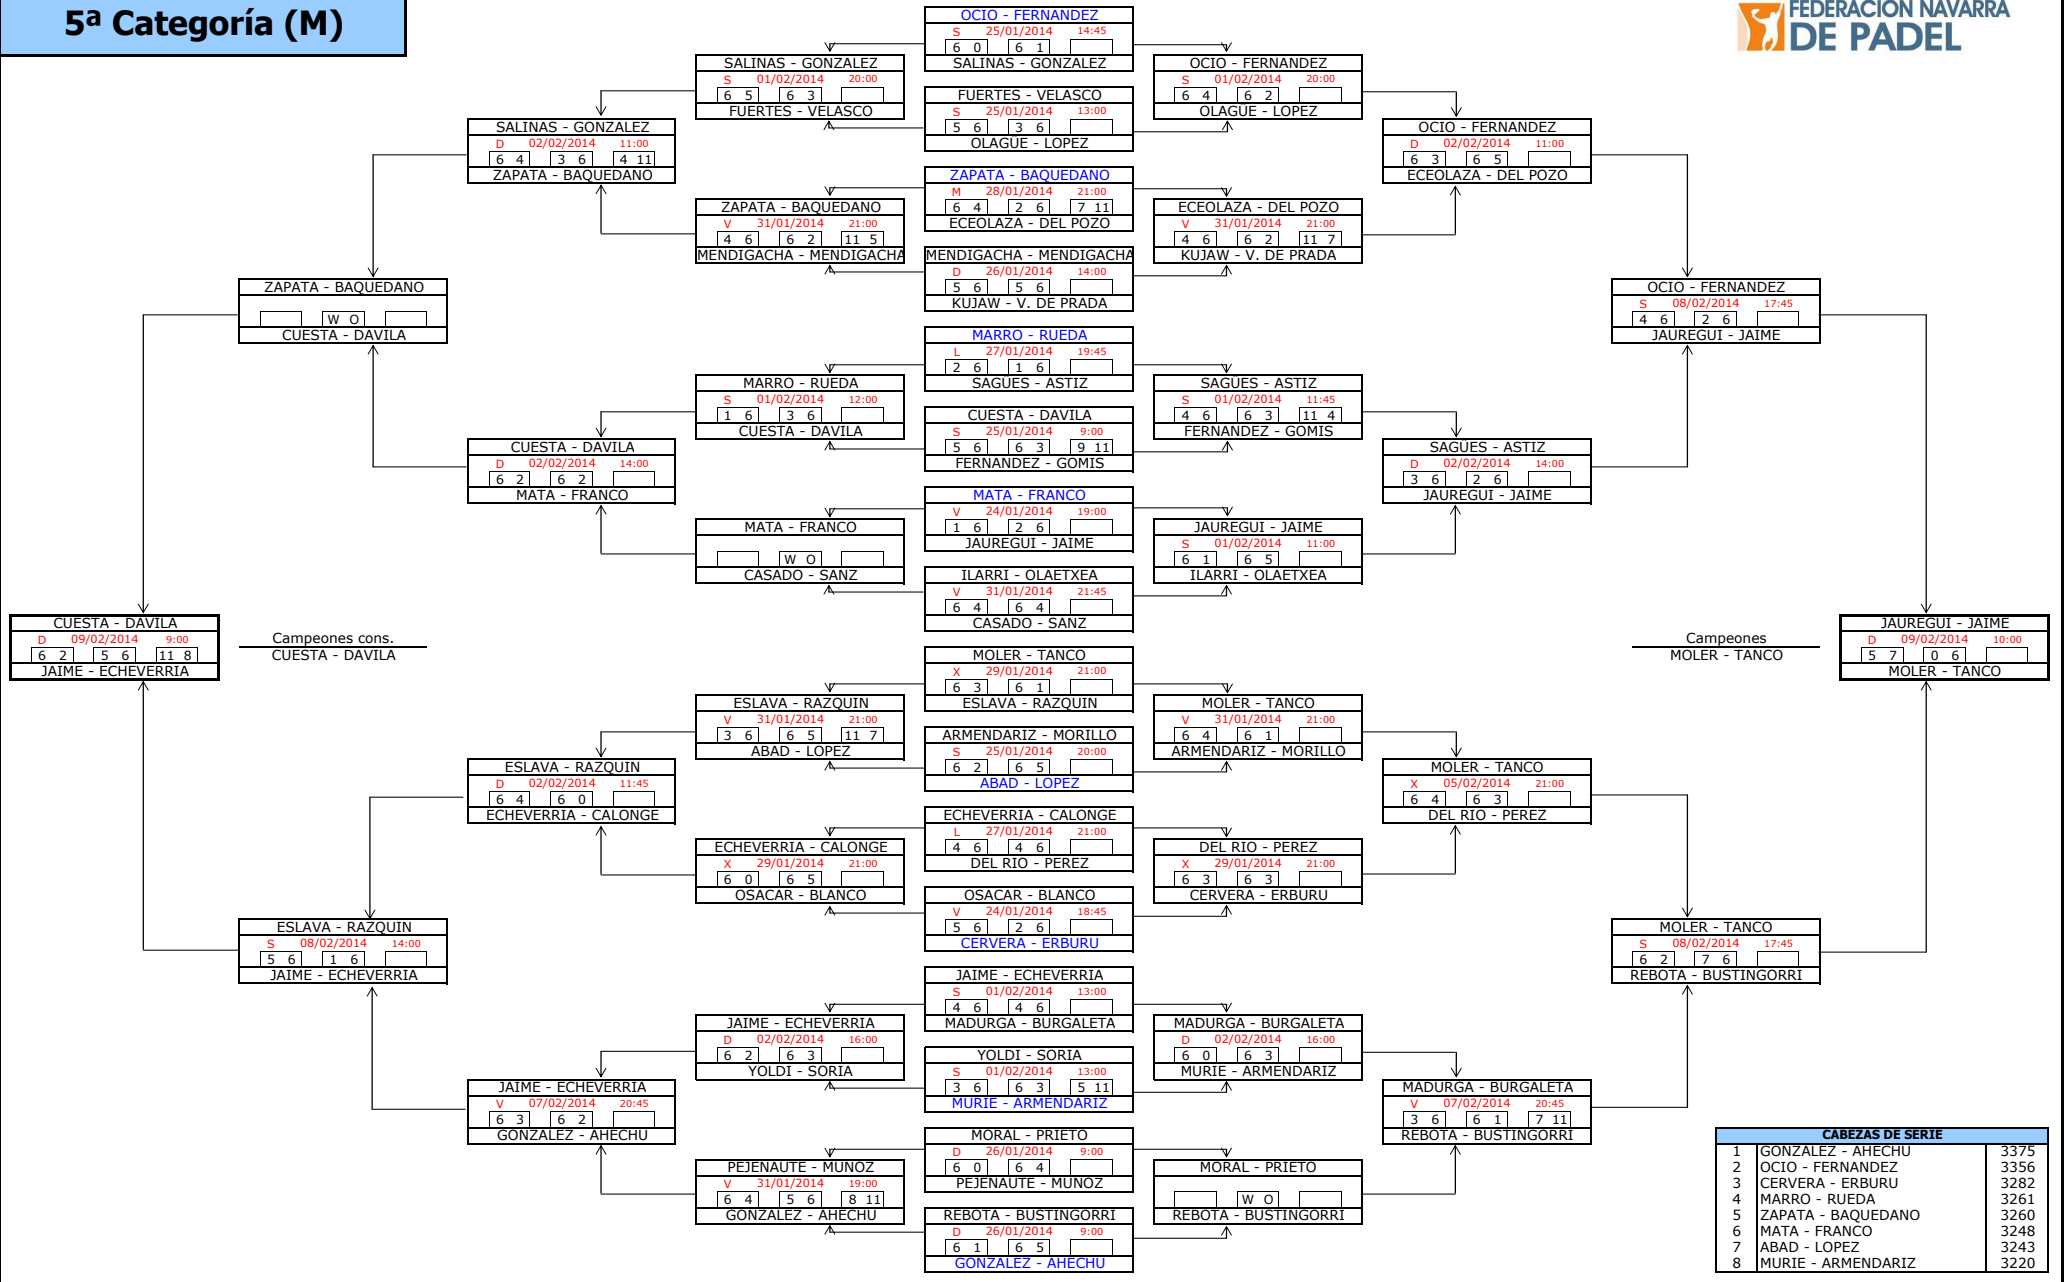 5ª Categoría (M)
FEDERACION NAVARRA
DE PADEL
OCIO - FERNANDEZ
S 25/01/2014 14:45
6 0 6 1
SALINAS - GONZALEZ
FUERTES - VELASCO
S 25/01/2014 13:00
5 6 3 6
OLAGÜE - LOPEZ
ZAPATA - BAQUEDANO
M 28/01/2014 21:00
6 4 2 6 7 11
ECEOLAZA - DEL POZO
MENDIGACHA - MENDIGACHA
D 26/01/2014 14:00
5 6 5 6
KUJAW - V. DE PRADA
MARRO - RUEDA
L 27/01/2014 19:45
2 6 1 6
SAGÜES - ASTIZ
CUESTA - DAVILA
S 25/01/2014 9:00
5 6 6 3 9 11
FERNANDEZ - GOMIS
MATA - FRANCO
V 24/01/2014 19:00
1 6 2 6
JAUREGUI - JAIME
ILARRI - OLAETXEA
V 31/01/2014 21:45
6 4 6 4
CASADO - SANZ
MOLER - TANCO
X 29/01/2014 21:00
6 3 6 1
ESLAVA - RAZQUIN
ARMENDARIZ - MORILLO
S 25/01/2014 20:00
6 2 6 5
ABAD - LOPEZ
ECHEVERRIA - CALONGE
L 27/01/2014 21:00
4 6 4 6
DEL RIO - PEREZ
OSACAR - BLANCO
V 24/01/2014 18:45
5 6 2 6
CERVERA - ERBURU
JAIME - ECHEVERRIA
S 01/02/2014 13:00
4 6 4 6
MADURGA - BURGALETA
YOLDI - SORIA
S 01/02/2014 13:00
3 6 6 3 5 11
MURIE - ARMENDARIZ
MORAL - PRIETO
D 26/01/2014 9:00
6 0 6 4
PEJENAUTE - MUÑOZ
REBOTA - BUSTINGORRI
D 26/01/2014 9:00
6 1 6 5
GONZALEZ - AHECHU
SALINAS - GONZALEZ
S 01/02/2014 20:00
6 5 6 3
FUERTES - VELASCO
ZAPATA - BAQUEDANO
V 31/01/2014 21:00
4 6 6 2 11 5
MENDIGACHA - MENDIGACHA
MARRO - RUEDA
S 01/02/2014 12:00
1 6 3 6
CUESTA - DAVILA
MATA - FRANCO
W O
CASADO - SANZ
ESLAVA - RAZQUIN
V 31/01/2014 21:00
3 6 6 5 11 7
ABAD - LOPEZ
ECHEVERRIA - CALONGE
X 29/01/2014 21:00
6 0 6 5
OSACAR - BLANCO
JAIME - ECHEVERRIA
D 02/02/2014 16:00
6 2 6 3
YOLDI - SORIA
PEJENAUTE - MUÑOZ
V 31/01/2014 19:00
6 4 5 6 8 11
GONZALEZ - AHECHU
SALINAS - GONZALEZ
D 02/02/2014 11:00
6 4 3 6 4 11
ZAPATA - BAQUEDANO
CUESTA - DAVILA
D 02/02/2014 14:00
6 2 6 2
MATA - FRANCO
ESLAVA - RAZQUIN
D 02/02/2014 11:45
6 4 6 0
ECHEVERRIA - CALONGE
JAIME - ECHEVERRIA
V 07/02/2014 20:45
6 3 6 2
GONZALEZ - AHECHU
ZAPATA - BAQUEDANO
W O
CUESTA - DAVILA
ESLAVA - RAZQUIN
S 08/02/2014 14:00
5 6 1 6
JAIME - ECHEVERRIA
CUESTA - DAVILA
D 09/02/2014 9:00
6 2 5 6 11 8
JAIME - ECHEVERRIA
Campeones cons.
CUESTA - DAVILA
OCIO - FERNANDEZ
S 01/02/2014 20:00
6 4 6 2
OLAGÜE - LOPEZ
ECEOLAZA - DEL POZO
V 31/01/2014 21:00
4 6 6 2 11 7
KUJAW - V. DE PRADA
SAGÜES - ASTIZ
S 01/02/2014 11:45
4 6 6 3 11 4
FERNANDEZ - GOMIS
JAUREGUI - JAIME
S 01/02/2014 11:00
6 1 6 5
ILARRI - OLAETXEA
MOLER - TANCO
V 31/01/2014 21:00
6 4 6 1
ARMENDARIZ - MORILLO
DEL RIO - PEREZ
X 29/01/2014 21:00
6 3 6 3
CERVERA - ERBURU
MADURGA - BURGALETA
D 02/02/2014 16:00
6 0 6 3
MURIE - ARMENDARIZ
MORAL - PRIETO
W O
REBOTA - BUSTINGORRI
OCIO - FERNANDEZ
D 02/02/2014 11:00
6 3 6 5
ECEOLAZA - DEL POZO
SAGÜES - ASTIZ
D 02/02/2014 14:00
3 6 2 6
JAUREGUI - JAIME
MOLER - TANCO
X 05/02/2014 21:00
6 4 6 3
DEL RIO - PEREZ
MADURGA - BURGALETA
V 07/02/2014 20:45
3 6 6 1 7 11
REBOTA - BUSTINGORRI
OCIO - FERNANDEZ
S 08/02/2014 17:45
4 6 2 6
JAUREGUI - JAIME
MOLER - TANCO
S 08/02/2014 17:45
6 2 7 6
REBOTA - BUSTINGORRI
Campeones
MOLER - TANCO
JAUREGUI - JAIME
D 09/02/2014 10:00
5 7 0 6
MOLER - TANCO
CABEZAS DE SERIE
1 GONZALEZ - AHECHU 3375
2 OCIO - FERNANDEZ 3356
3 CERVERA - ERBURU 3282
4 MARRO - RUEDA 3261
5 ZAPATA - BAQUEDANO 3260
6 MATA - FRANCO 3248
7 ABAD - LOPEZ 3243
8 MURIE - ARMENDARIZ 3220